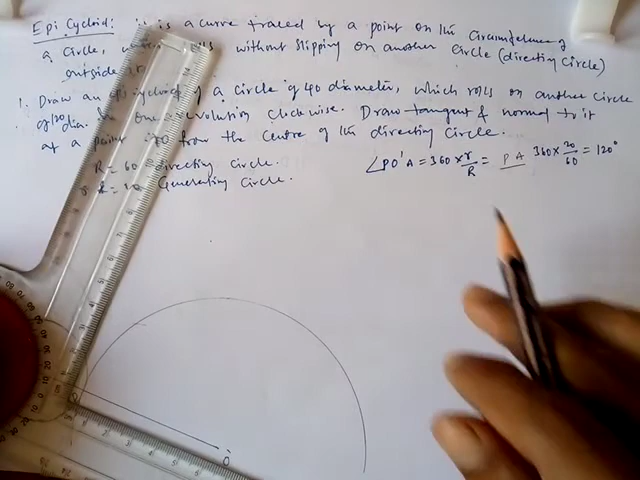 Epi Cycloid: it is a curve traced by a point on the Circumference of
a Circle, without slipping on another Circle (directing Circle)
outside
1. Draw an epicycloid of a Circle of 40 diameter, which rolls on another Circle
of 120 dia. for one revolution clockwise. Draw tangent & normal to it
at a point from the centre of the directing Circle.
R = 60 directing circle.
Generating Circle.
∠PO'A = 360 × r/R = PA 360 × 20/60 = 120°
O